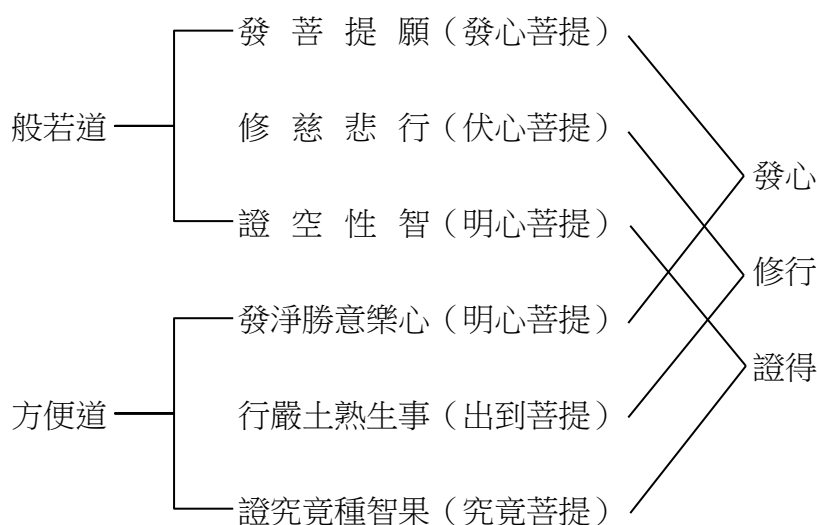 發菩提願（發心菩提）
般若道
修慈悲行（伏心菩提）
發心
證空性智（明心菩提）
修行
發淨勝意樂心（明心菩提）
證得
方便道
行嚴土熟生事（出到菩提）
證究竟種智果（究竟菩提）